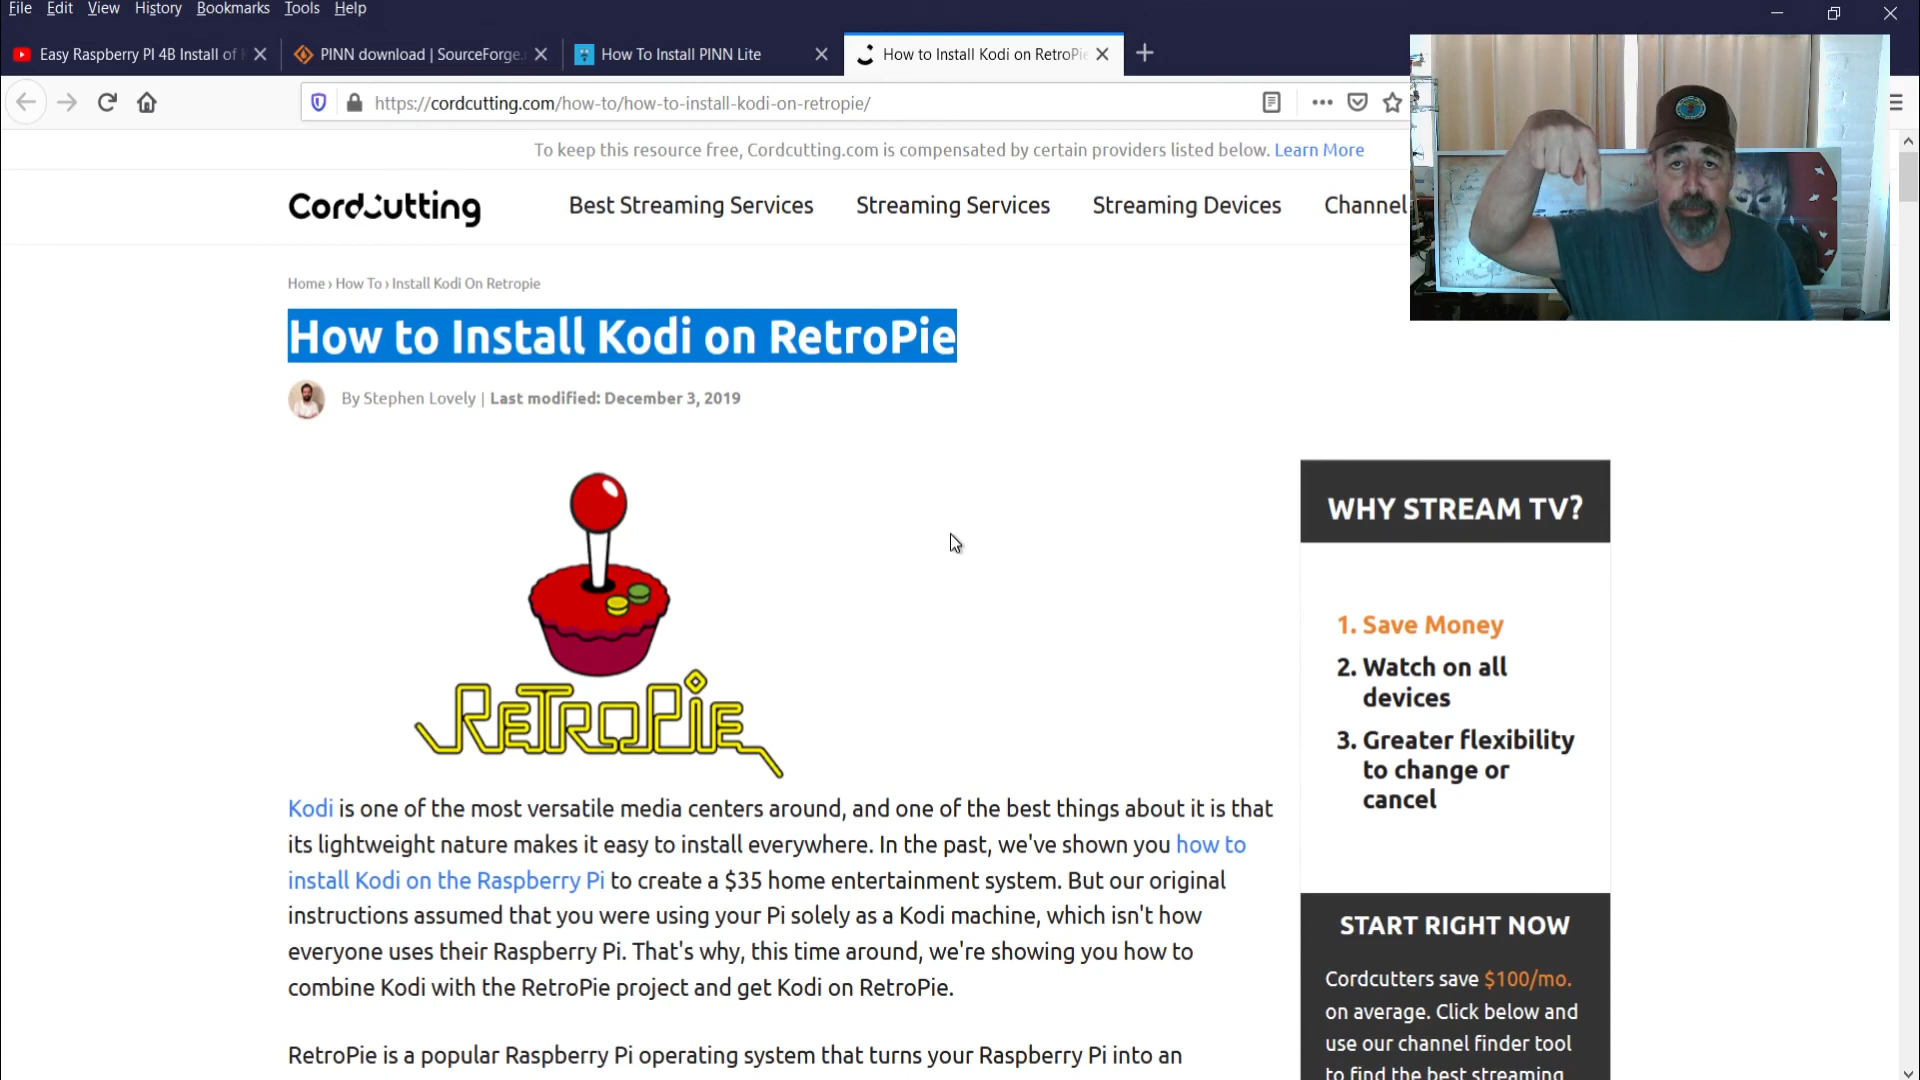 File Edit View History Bookmarks Tools Help
Easy Raspberry PI 4B Install of
PINN download | SourceForge.
How To Install PINN Lite
How to Install Kodi on RetroPie
https://cordcutting.com/how-to/how-to-install-kodi-on-retropie/
To keep this resource free, Cordcutting.com is compensated by certain providers listed below. Learn More
Cordcutting
Best Streaming Services Streaming Services Streaming Devices Channel
Home › How To › Install Kodi On Retropie
How to Install Kodi on RetroPie
By Stephen Lovely | Last modified: December 3, 2019
RETROPIE
Kodi is one of the most versatile media centers around, and one of the best things about it is that
its lightweight nature makes it easy to install everywhere. In the past, we've shown you how to
install Kodi on the Raspberry Pi to create a $35 home entertainment system. But our original
instructions assumed that you were using your Pi solely as a Kodi machine, which isn't how
everyone uses their Raspberry Pi. That's why, this time around, we're showing you how to
combine Kodi with the RetroPie project and get Kodi on RetroPie.
RetroPie is a popular Raspberry Pi operating system that turns your Raspberry Pi into an
WHY STREAM TV?
1. Save Money
2. Watch on all
devices
3. Greater flexibility
to change or
cancel
START RIGHT NOW
Cordcutters save $100/mo.
on average. Click below and
use our channel finder tool
to find the best streaming